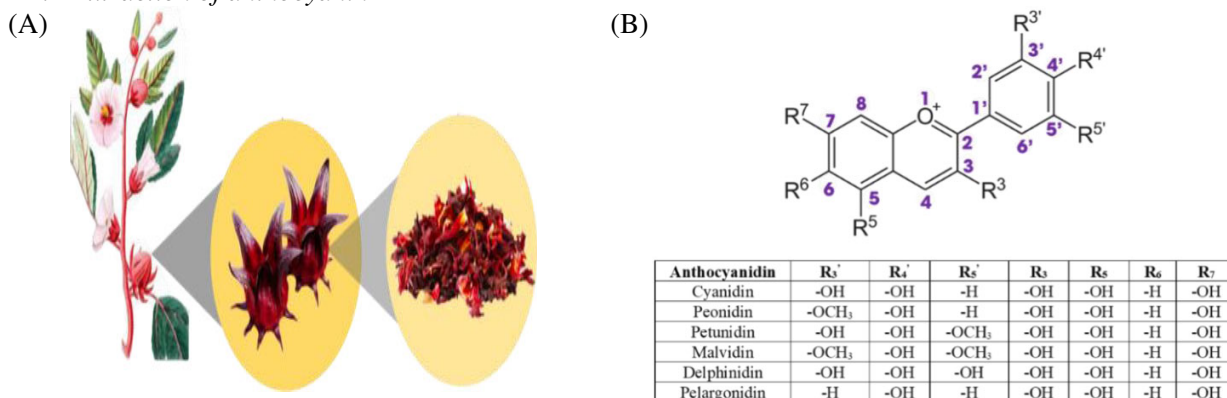 (A)
(B)
R3'
3'
R4'
2'
4'
1
8
1'
R7
O+
5'
7
R5'
2
6'
3
R6
6
R3
5
4
R5
Anthocyanidin R3' R4' R5' R3 R5 R6 R7
Cyanidin -OH -OH -H -OH -OH -H -OH
Peonidin -OCH3 -OH -H -OH -OH -H -OH
Petunidin -OH -OH -OCH3 -OH -OH -H -OH
Malvidin -OCH3 -OH -OCH3 -OH -OH -H -OH
Delphinidin -OH -OH -OH -OH -OH -H -OH
Pelargonidin -H -OH -H -OH -OH -H -OH